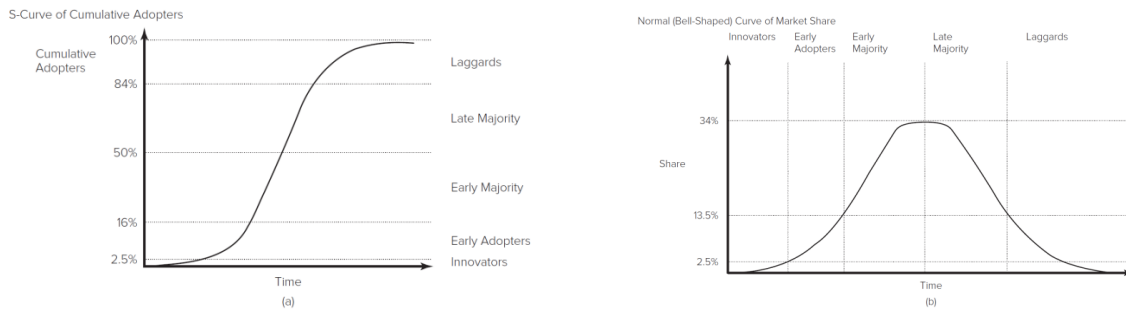 S-Curve of Cumulative Adopters
Cumulative
Adopters
100%
84%
50%
16%
2.5%
Laggards
Late Majority
Early Majority
Early Adopters
Innovators
Time
(a)
Normal (Bell-Shaped) Curve of Market Share
Innovators
Early
Adopters
Early
Majority
Late
Majority
Laggards
34%
Share
13.5%
2.5%
Time
(b)